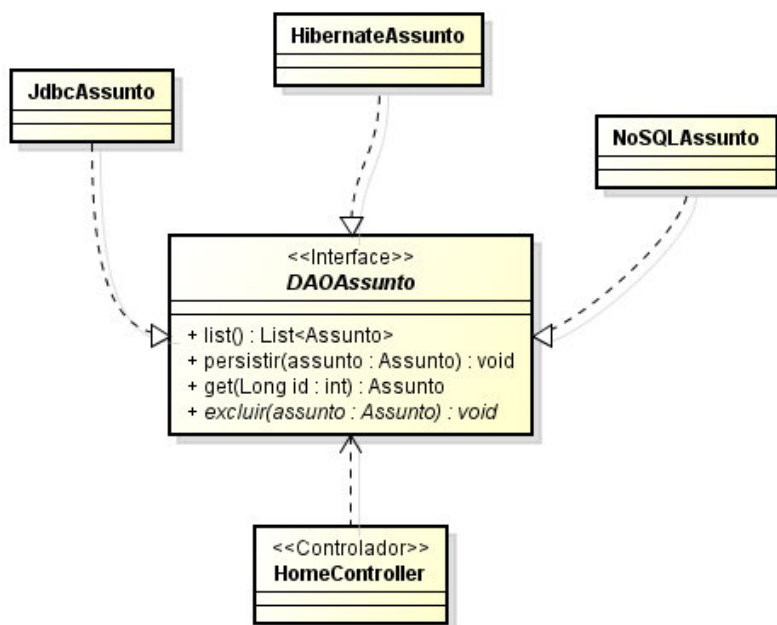 HibernateAssunto
JdbcAssunto
NoSQLAssunto
<<Interface>>
DAOAssunto
+ list() : List<Assunto>
+ persistir(assunto : Assunto) : void
+ get(Long id : int) : Assunto
+ excluir(assunto : Assunto) : void
<<Controlador>>
HomeController